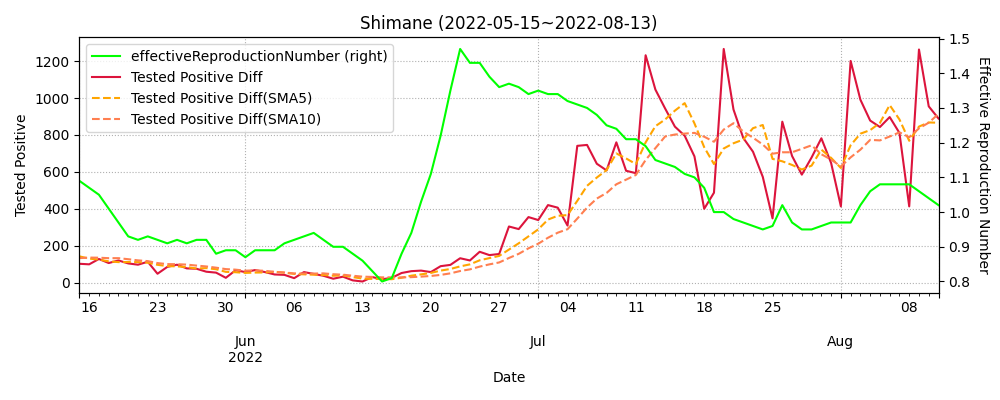 Shimane (2022-05-15~2022-08-13)
effectiveReproductionNumber (right)
Tested Positive Diff
Tested Positive Diff(SMA5)
Tested Positive Diff(SMA10)
Tested Positive
1200
1000
800
600
400
200
0
Effective Reproduction Number
1.5
1.4
1.3
1.2
1.1
1.0
0.9
0.8
16 23 30 06 13 20 27 04 11 18 25 08
Jun Jul Aug
2022
Date